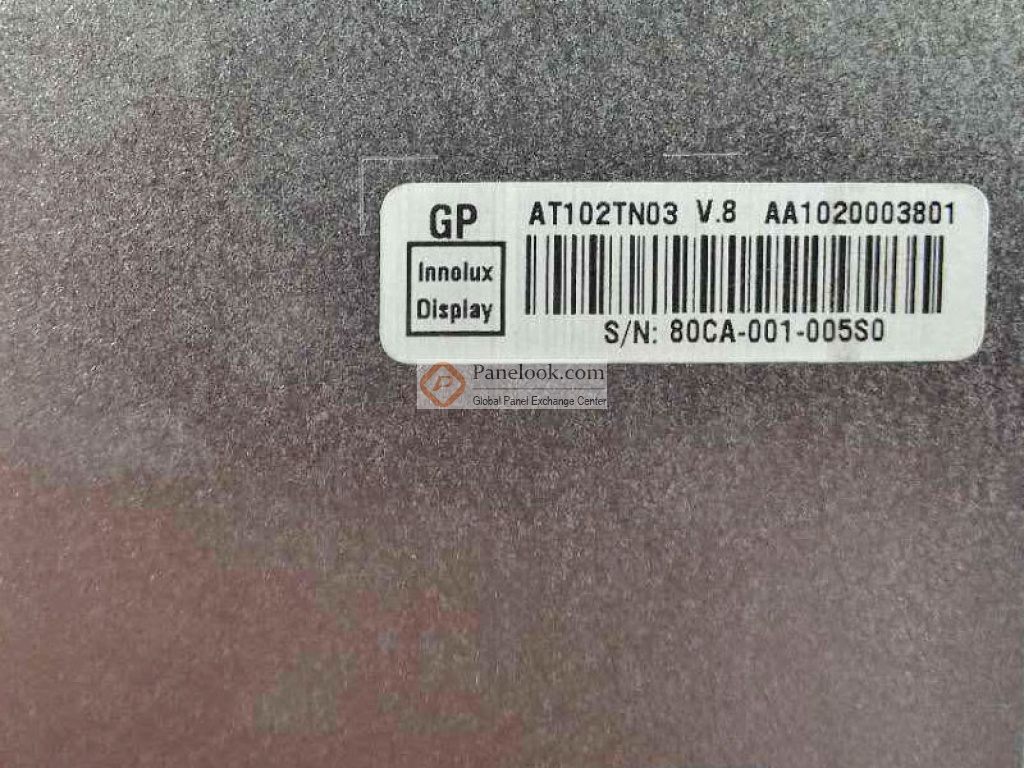 GP
Innolux
Display
AT102TN03 V.8 AA1020003801
S/N: 80CA-001-005S0
Panelook.com
Global Panel Exchange Center